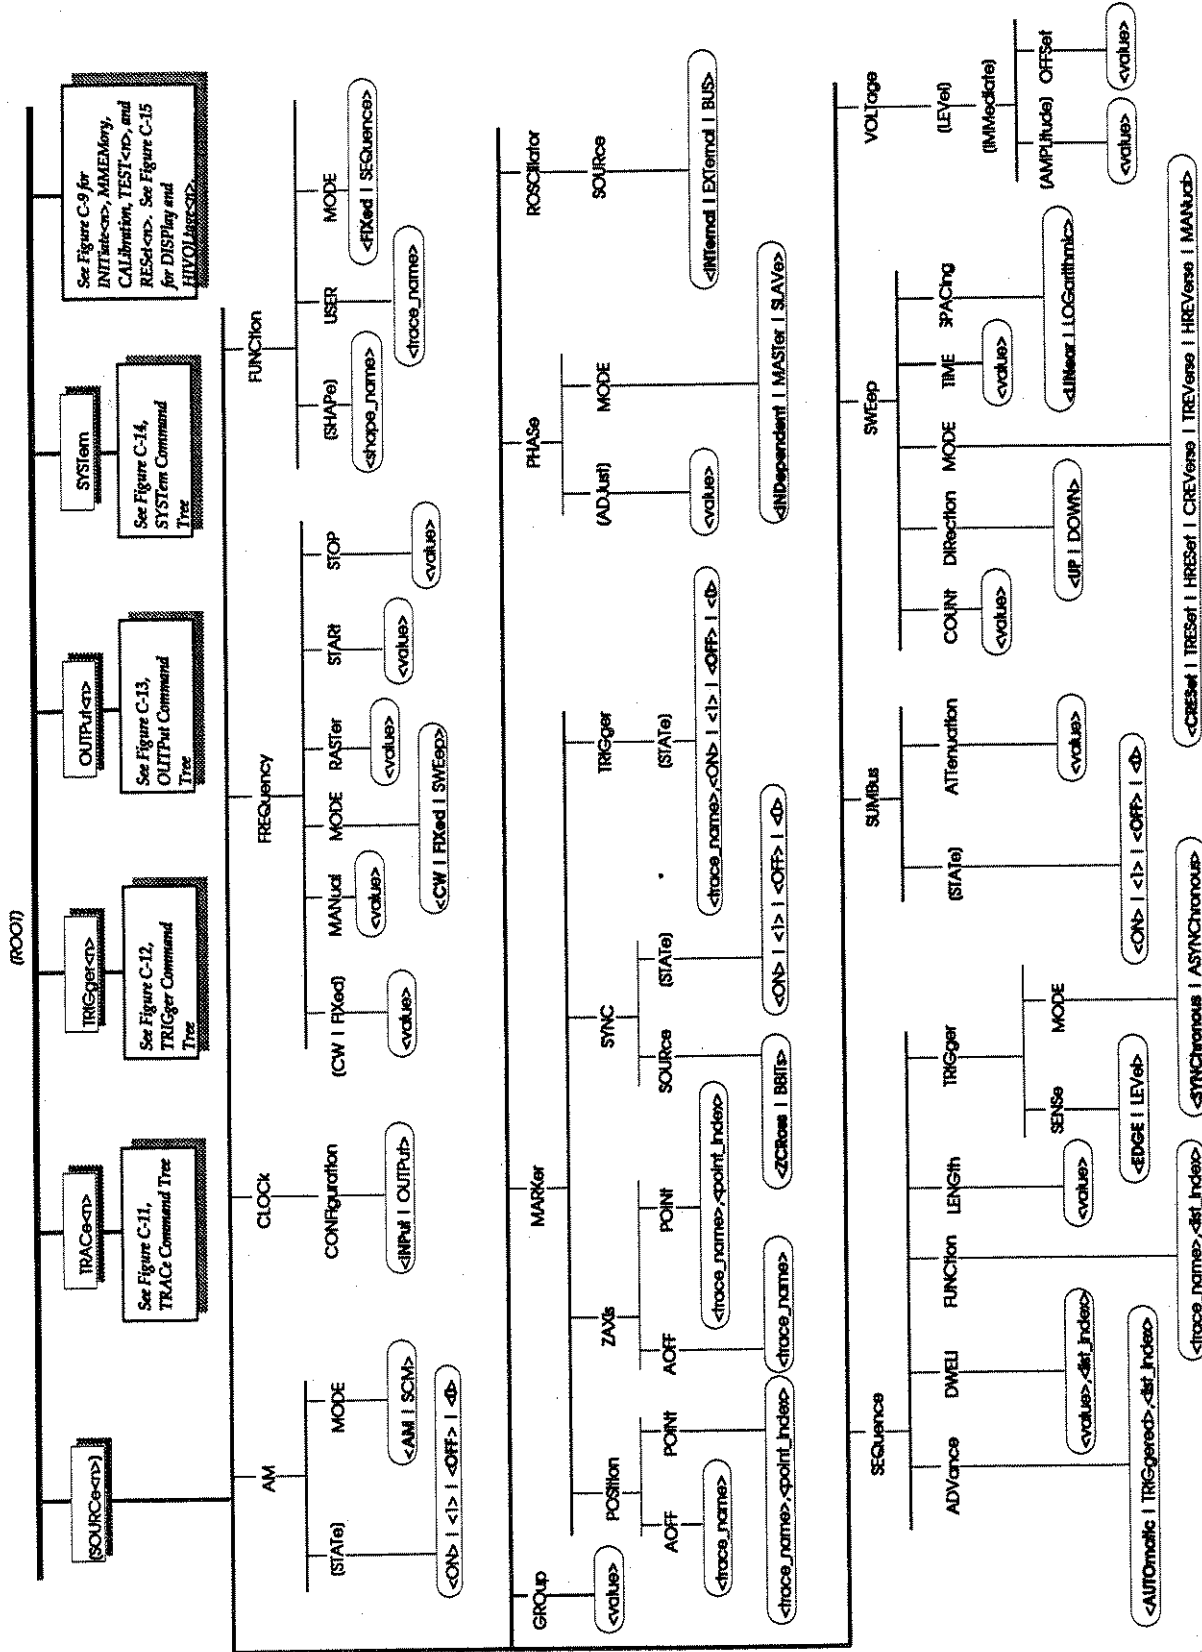 (ROOT)
(SOURCe<n>)
TRACe<n>
TRIGger<n>
OUTPut<n>
SYSTem
See Figure C-9 for
INITiate<n>, MMEMory,
CALibration, TEST<n>, and
RESet<n>. See Figure C-15
for DISPlay and
HIVOLtage<n>.
See Figure C-11,
TRACe Command Tree
See Figure C-12,
TRIGger Command
Tree
See Figure C-13,
OUTPut Command
Tree
See Figure C-14,
SYSTem Command
Tree
AM
CLOCk
FREQuency
FUNCtion
(STATe)
MODE
<ON> | <1> | <OFF> | <0>
<AM | SCM>
CONFiguration
<INPut | OUTPut>
(CW | FIXed)
MANual
MODE
RASTer
STARt
STOP
<value>
<value>
<CW | FIXed | SWEep>
<value>
<value>
<value>
(SHAPe)
USER
MODE
<shape_name>
<trace_name>
<FIXed | SEQuence>
GROup
MARKer
PHASe
ROSCillator
<value>
POSition
ZAXIs
SYNC
TRIGger
AOFF
POINt
<trace_name>
<trace_name>,<point_index>
AOFF
POINt
<trace_name>
<trace_name>,<point_index>
SOURce
(STATe)
<ZCRoss | BBITs>
<ON> | <1> | <OFF> | <0>
(STATe)
<trace_name>,<ON> | <1> | <OFF> | <0>
(ADJust)
MODE
<value>
<INDependent | MASTer | SLAVe>
SOURce
<INTernal | EXTernal | BUS>
SEQuence
SUMBus
SWEep
VOLTage
ADVance
DWELl
FUNCtion
LENGth
TRIGger
<AUTOmatic | TRIGgered>,<list_index>
<value>,<list_index>
<trace_name>,<list_index>
<value>
SENSe
MODE
<EDGE | LEVel>
<SYNChronous | ASYNChronous>
(STATe)
ATTenuation
<ON> | <1> | <OFF> | <0>
<value>
COUNt
DIRection
MODE
TIME
SPACing
<value>
<UP | DOWN>
<CRESet | TRESet | HRESet | CREVerse | TREVerse | HREVerse | MANual>
<value>
<LINear | LOGarithmic>
(LEVel)
(IMMediate)
(AMPLitude)
OFFSet
<value>
<value>